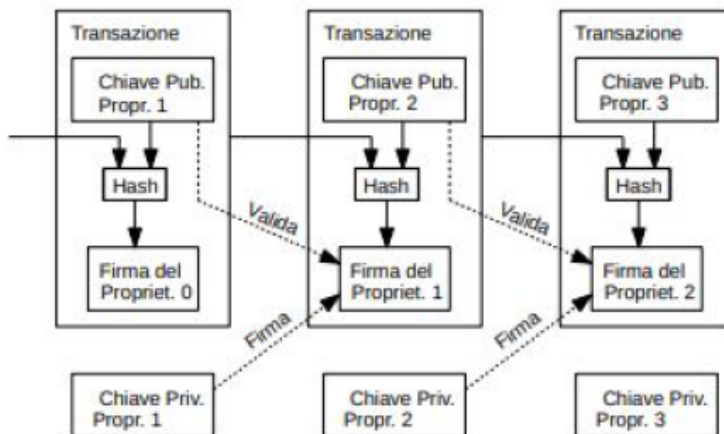 Transazione
Chiave Pub.
Propr. 1
Hash
Firma del
Propriet. 0
Transazione
Chiave Pub.
Propr. 2
Hash
Firma del
Propriet. 1
Transazione
Chiave Pub.
Propr. 3
Hash
Firma del
Propriet. 2
Valida
Valida
Firma
Firma
Chiave Priv.
Propr. 1
Chiave Priv.
Propr. 2
Chiave Priv.
Propr. 3